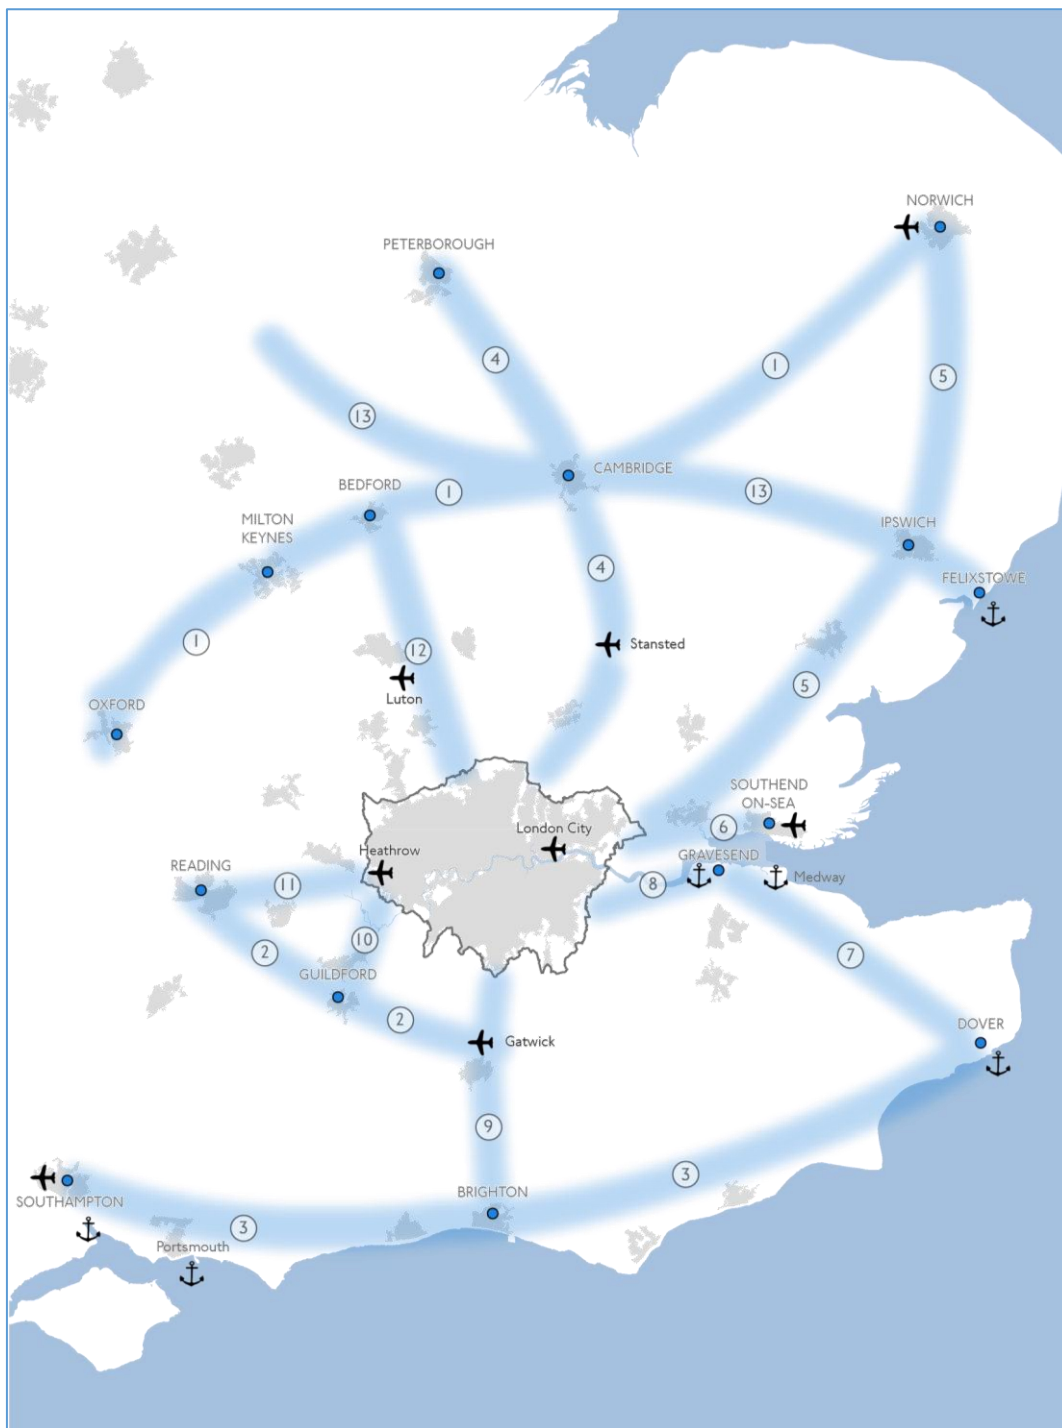 NORWICH
PETERBOROUGH
4
1
5
13
CAMBRIDGE
BEDFORD
1
13
MILTON
KEYNES
IPSWICH
4
FELIXSTOWE
1
12
Stansted
Luton
5
OXFORD
SOUTHEND
ON-SEA
6
London City
Heathrow
GRAVESEND
READING
11
8
Medway
10
2
7
GUILDFORD
2
DOVER
Gatwick
9
3
BRIGHTON
SOUTHAMPTON
3
Portsmouth